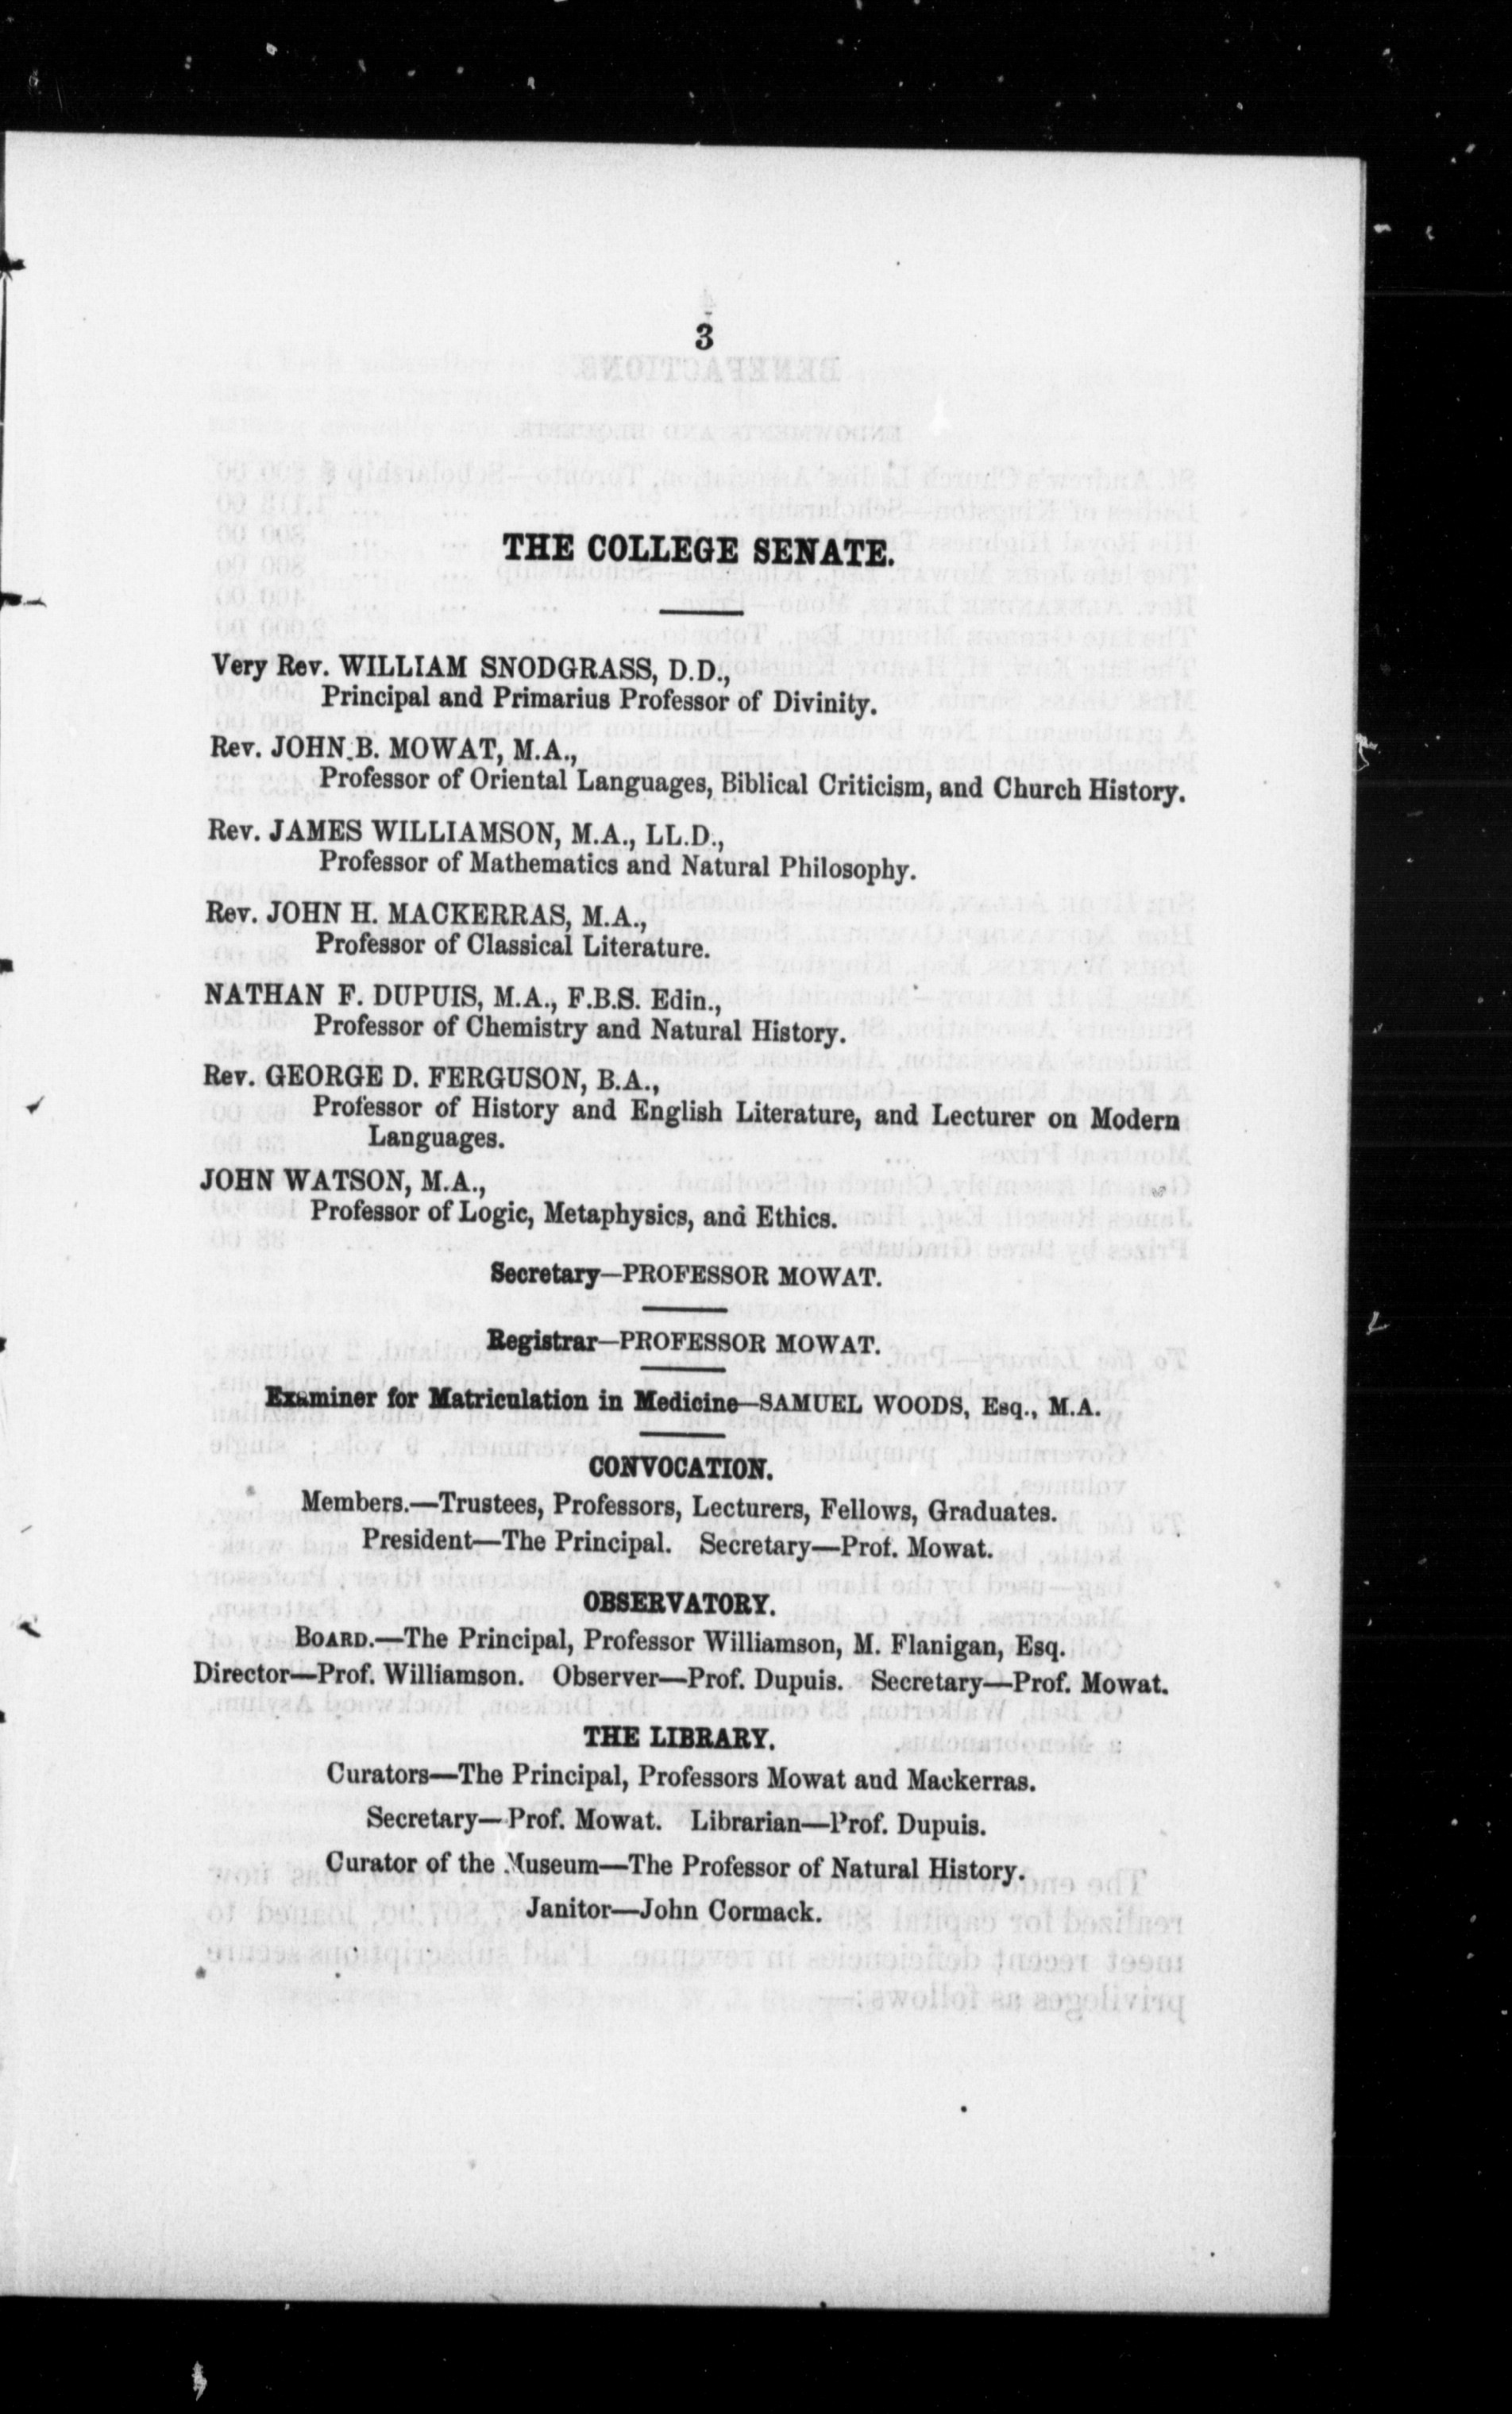 3
THE COLLEGE SENATE.
Very Rev. WILLIAM SNODGRASS, D.D.,
Principal and Primarius Professor of Divinity.
Rev. JOHN B. MOWAT, M.A.,
Professor of Oriental Languages, Biblical Criticism, and Church History.
Rev. JAMES WILLIAMSON, M.A., LL.D.,
Professor of Mathematics and Natural Philosophy.
Rev. JOHN H. MACKERRAS, M.A.,
Professor of Classical Literature.
NATHAN F. DUPUIS, M.A., F.B.S. Edin.,
Professor of Chemistry and Natural History.
Rev. GEORGE D. FERGUSON, B.A.,
Professor of History and English Literature, and Lecturer on Modern
Languages.
JOHN WATSON, M.A.,
Professor of Logic, Metaphysics, and Ethics.
Secretary—PROFESSOR MOWAT.
Registrar—PROFESSOR MOWAT.
Examiner for Matriculation in Medicine—SAMUEL WOODS, Esq., M.A.
CONVOCATION.
Members.—Trustees, Professors, Lecturers, Fellows, Graduates.
President—The Principal. Secretary—Prof. Mowat.
OBSERVATORY.
BOARD.—The Principal, Professor Williamson, M. Flanigan, Esq.
Director—Prof. Williamson. Observer—Prof. Dupuis. Secretary—Prof. Mowat.
THE LIBRARY.
Curators—The Principal, Professors Mowat and Mackerras.
Secretary—Prof. Mowat. Librarian—Prof. Dupuis.
Curator of the Museum—The Professor of Natural History.
Janitor—John Cormack.